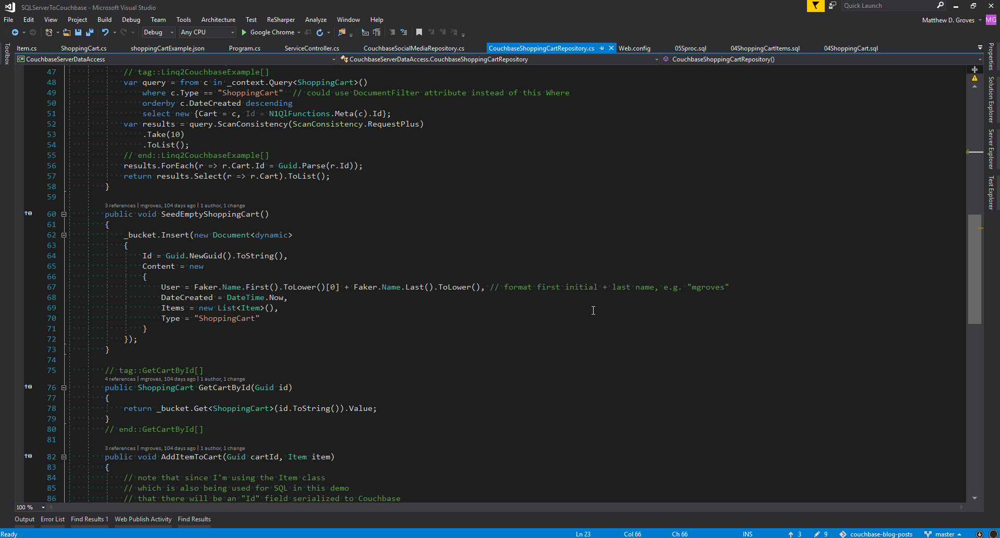 SQLServerToCouchbase - Microsoft Visual Studio
Quick Launch
File Edit View Project Build Debug Team Tools Architecture Test ReSharper Analyze Window Help
Matthew D. Groves MG
Debug Any CPU Google Chrome
Toolbox
Item.cs ShoppingCart.cs shoppingCartExample.json Program.cs ServiceController.cs CouchbaseSocialMediaRepository.cs CouchbaseShoppingCartRepository.cs Web.config 05Sproc.sql 04ShoppingCartItems.sql 04ShoppingCart.sql
C# CouchbaseServerDataAccess CouchbaseServerDataAccess.CouchbaseShoppingCartRepository CouchbaseShoppingCartRepository()
Properties
Solution Explorer
Server Explorer
Test Explorer
47 // tag::Linq2CouchbaseExample[]
48 var query = from c in _context.Query<ShoppingCart>()
49 where c.Type == "ShoppingCart" // could use DocumentFilter attribute instead of this Where
50 orderby c.DateCreated descending
51 select new {Cart = c, Id = N1QlFunctions.Meta(c).Id};
52 var results = query.ScanConsistency(ScanConsistency.RequestPlus)
53 .Take(10)
54 .ToList();
55 // end::Linq2CouchbaseExample[]
56 results.ForEach(r => r.Cart.Id = Guid.Parse(r.Id));
57 return results.Select(r => r.Cart).ToList();
58 }
59
3 references | mgroves, 104 days ago | 1 author, 1 change
60 public void SeedEmptyShoppingCart()
61 {
62 _bucket.Insert(new Document<dynamic>
63 {
64 Id = Guid.NewGuid().ToString(),
65 Content = new
66 {
67 User = Faker.Name.First().ToLower()[0] + Faker.Name.Last().ToLower(), // format first initial + last name, e.g. "mgroves"
68 DateCreated = DateTime.Now,
69 Items = new List<Item>(),
70 Type = "ShoppingCart"
71 }
72 });
73 }
74
75 // tag::GetCartById[]
4 references | mgroves, 104 days ago | 1 author, 1 change
76 public ShoppingCart GetCartById(Guid id)
77 {
78 return _bucket.Get<ShoppingCart>(id.ToString()).Value;
79 }
80 // end::GetCartById[]
81
3 references | mgroves, 104 days ago | 1 author, 1 change
82 public void AddItemToCart(Guid cartId, Item item)
83 {
84 // note that since I'm using the Item class
85 // which is also being used for SQL in this demo
86 // that there will be an "Id" field serialized to Couchbase
100 %
Output Error List Find Results 1 Web Publish Activity Find Results
Ready Ln 23 Col 66 Ch 66 INS 3 9 couchbase-blog-posts master